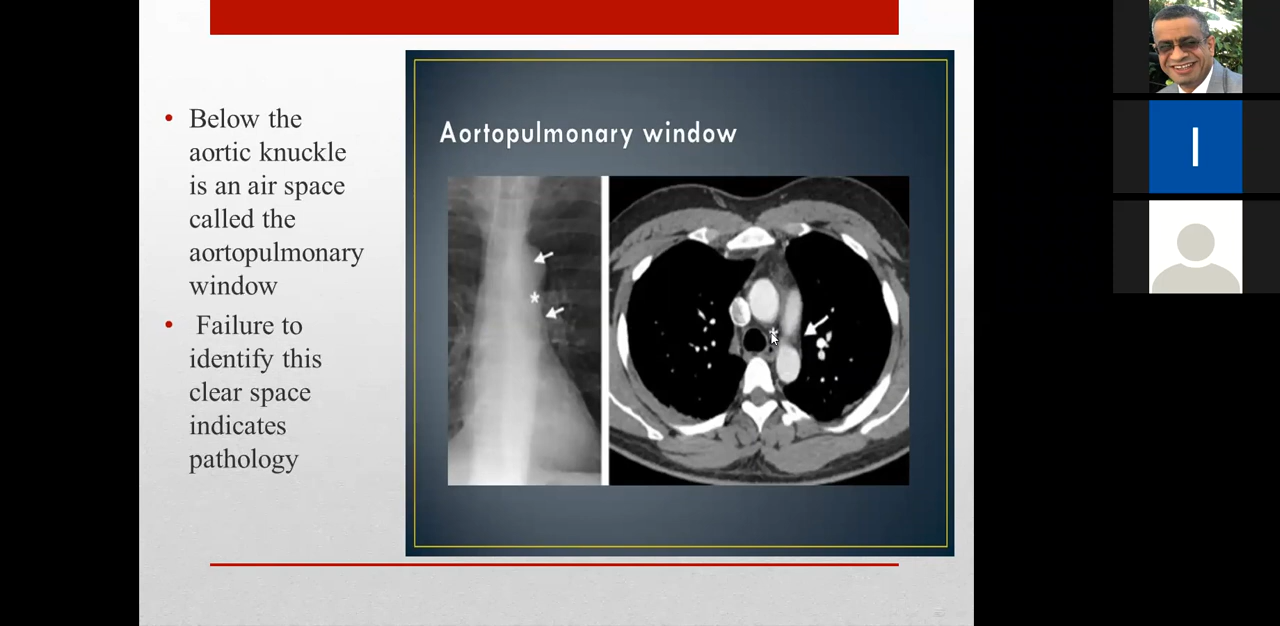 Below the
aortic knuckle
is an air space
called the
aortopulmonary
window
Failure to
identify this
clear space
indicates
pathology
Aortopulmonary window
*
*
I